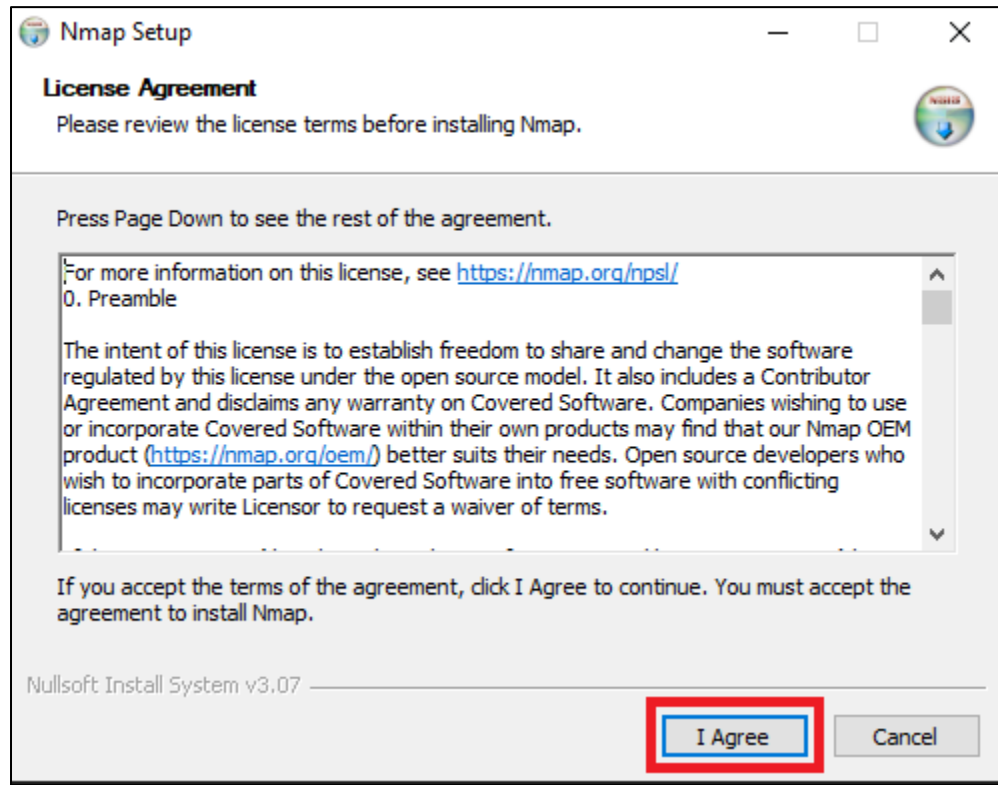 Nmap Setup
License Agreement
Please review the license terms before installing Nmap.
NSIS
Press Page Down to see the rest of the agreement.
For more information on this license, see https://nmap.org/npsl/
0. Preamble
The intent of this license is to establish freedom to share and change the software
regulated by this license under the open source model. It also includes a Contributor
Agreement and disclaims any warranty on Covered Software. Companies wishing to use
or incorporate Covered Software within their own products may find that our Nmap OEM
product (https://nmap.org/oem/) better suits their needs. Open source developers who
wish to incorporate parts of Covered Software into free software with conflicting
licenses may write Licensor to request a waiver of terms.
If you accept the terms of the agreement, click I Agree to continue. You must accept the
agreement to install Nmap.
Nullsoft Install System v3.07
I Agree
Cancel